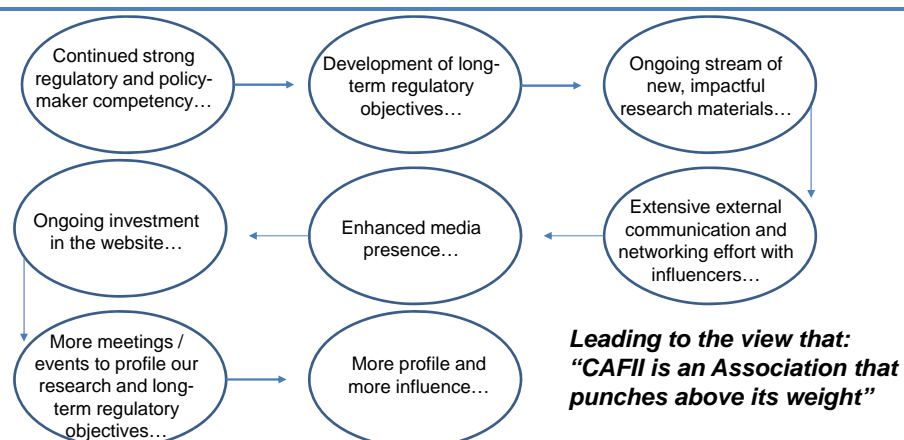 Continued strong
regulatory and policy-
maker competency…
Development of long-
term regulatory
objectives…
Ongoing stream of
new, impactful
research materials…
Extensive external
communication and
networking effort with
influencers…
Enhanced media
presence…
Ongoing investment
in the website…
More meetings /
events to profile our
research and long-
term regulatory
objectives…
More profile and
more influence…
Leading to the view that:
“CAFII is an Association that
punches above its weight”